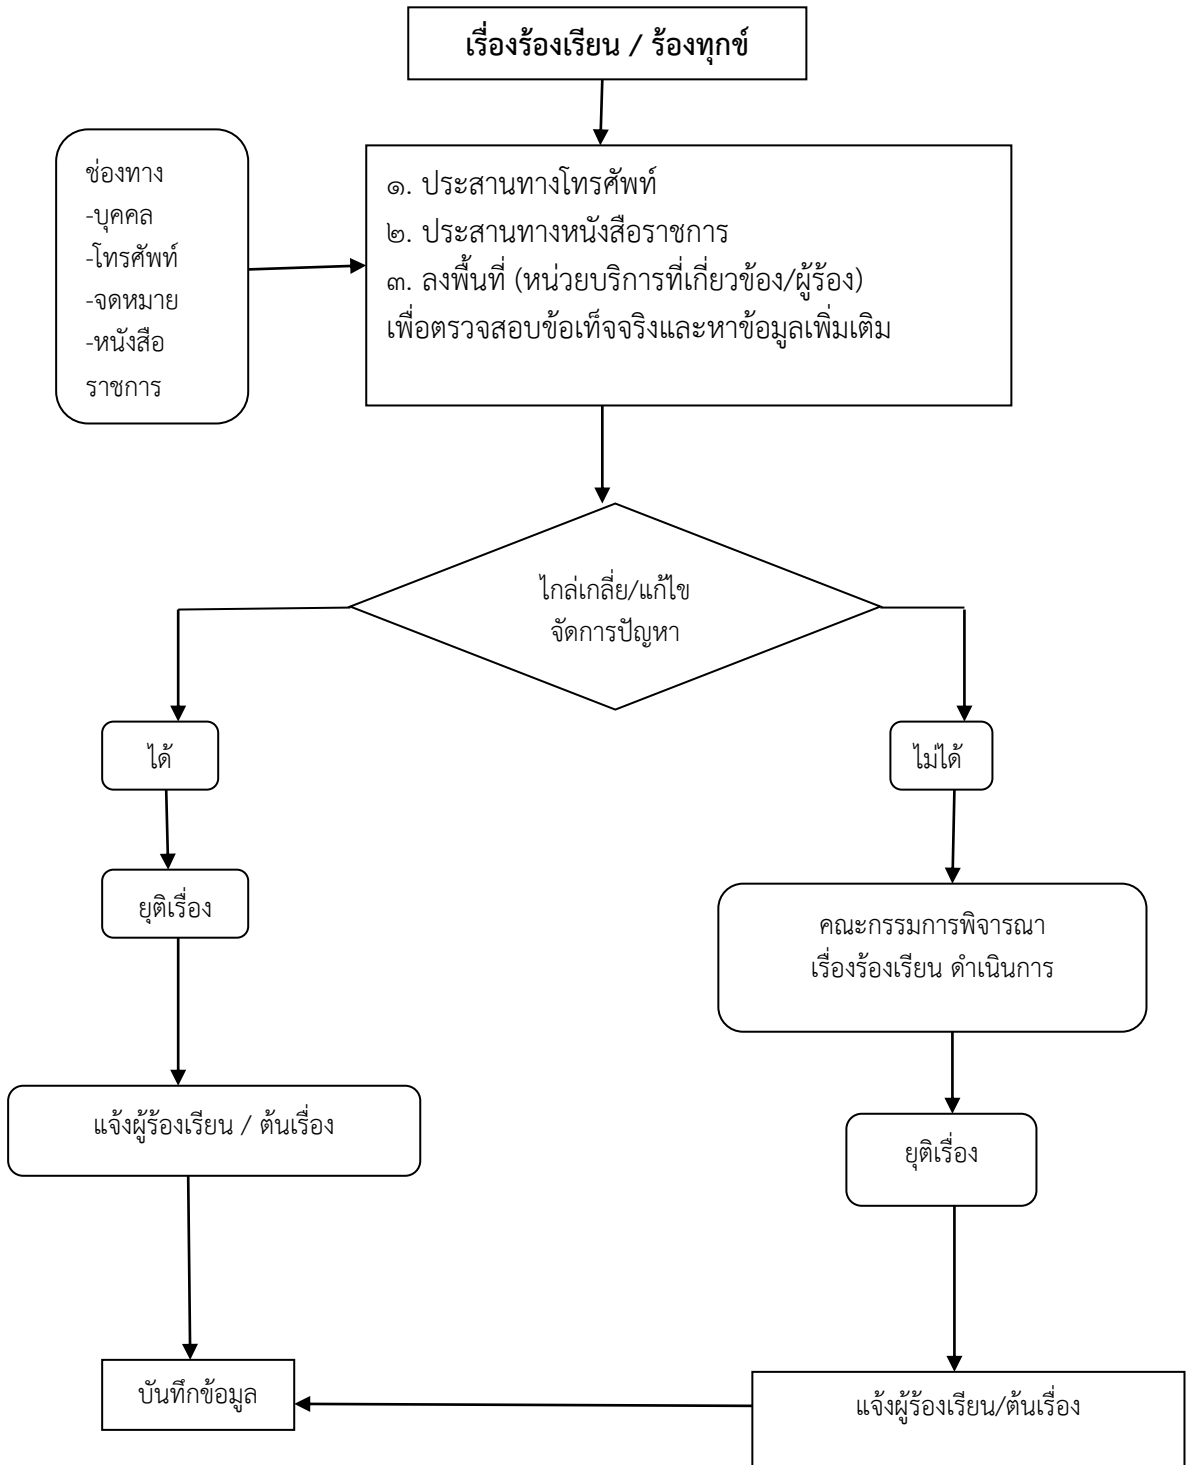 เรื่องร้องเรียน / ร้องทุกข์
ช่องทาง
-บุคคล
-โทรศัพท์
-จดหมาย
-หนังสือ
ราชการ
๑. ประสานทางโทรศัพท์
๒. ประสานทางหนังสือราชการ
๓. ลงพื้นที่ (หน่วยบริการที่เกี่ยวข้อง/ผู้ร้อง)
เพื่อตรวจสอบข้อเท็จจริงและหาข้อมูลเพิ่มเติม
ไกล่เกลี่ย/แก้ไข
จัดการปัญหา
ได้
ไม่ได้
ยุติเรื่อง
คณะกรรมการพิจารณา
เรื่องร้องเรียน ดำเนินการ
แจ้งผู้ร้องเรียน / ต้นเรื่อง
ยุติเรื่อง
บันทึกข้อมูล
แจ้งผู้ร้องเรียน/ต้นเรื่อง